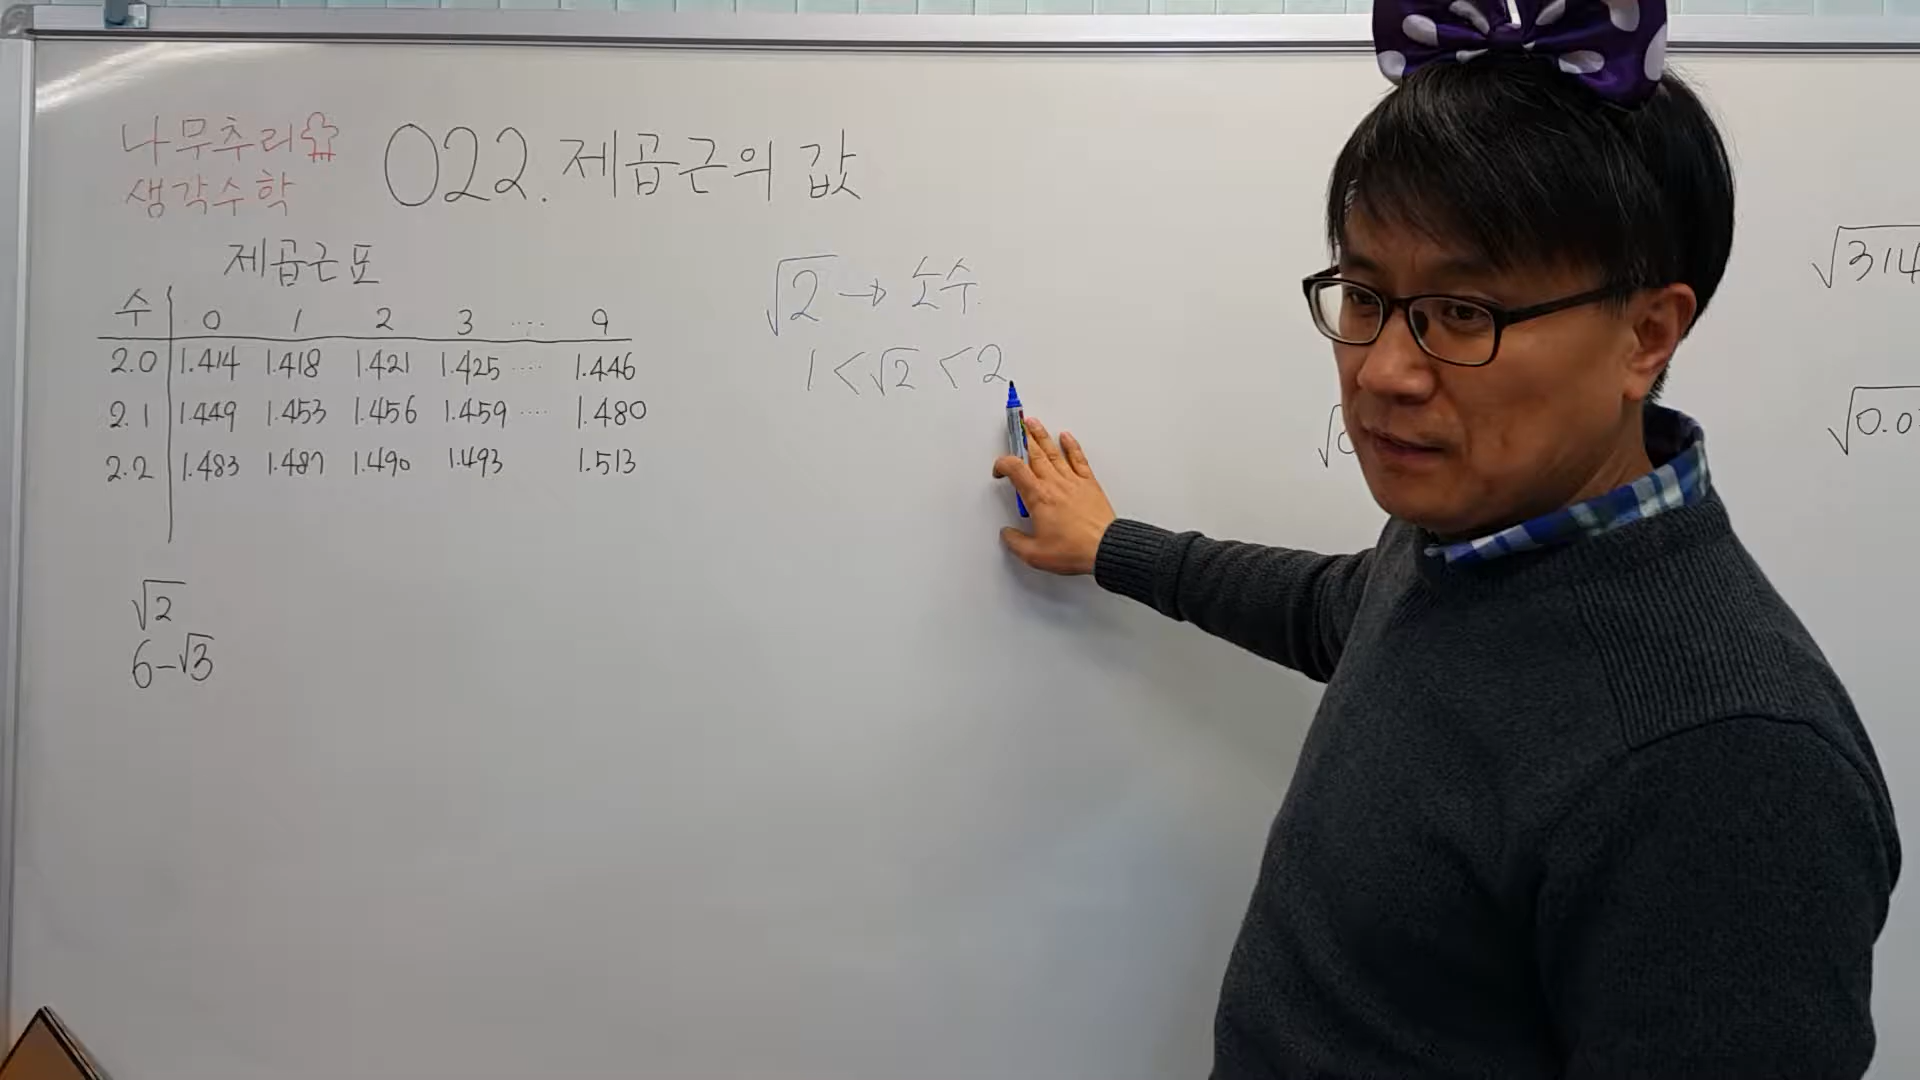 나무추리
생각수학
022. 제곱근의 값
제곱근표
수 0 1 2 3 .... 9
2.0 1.414 1.418 1.421 1.425 .... 1.446
2.1 1.449 1.453 1.456 1.459 .... 1.480
2.2 1.483 1.487 1.490 1.493 1.513
√2
6-√3
√2 → 소수
1 < √2 < 2
√314
√0.0